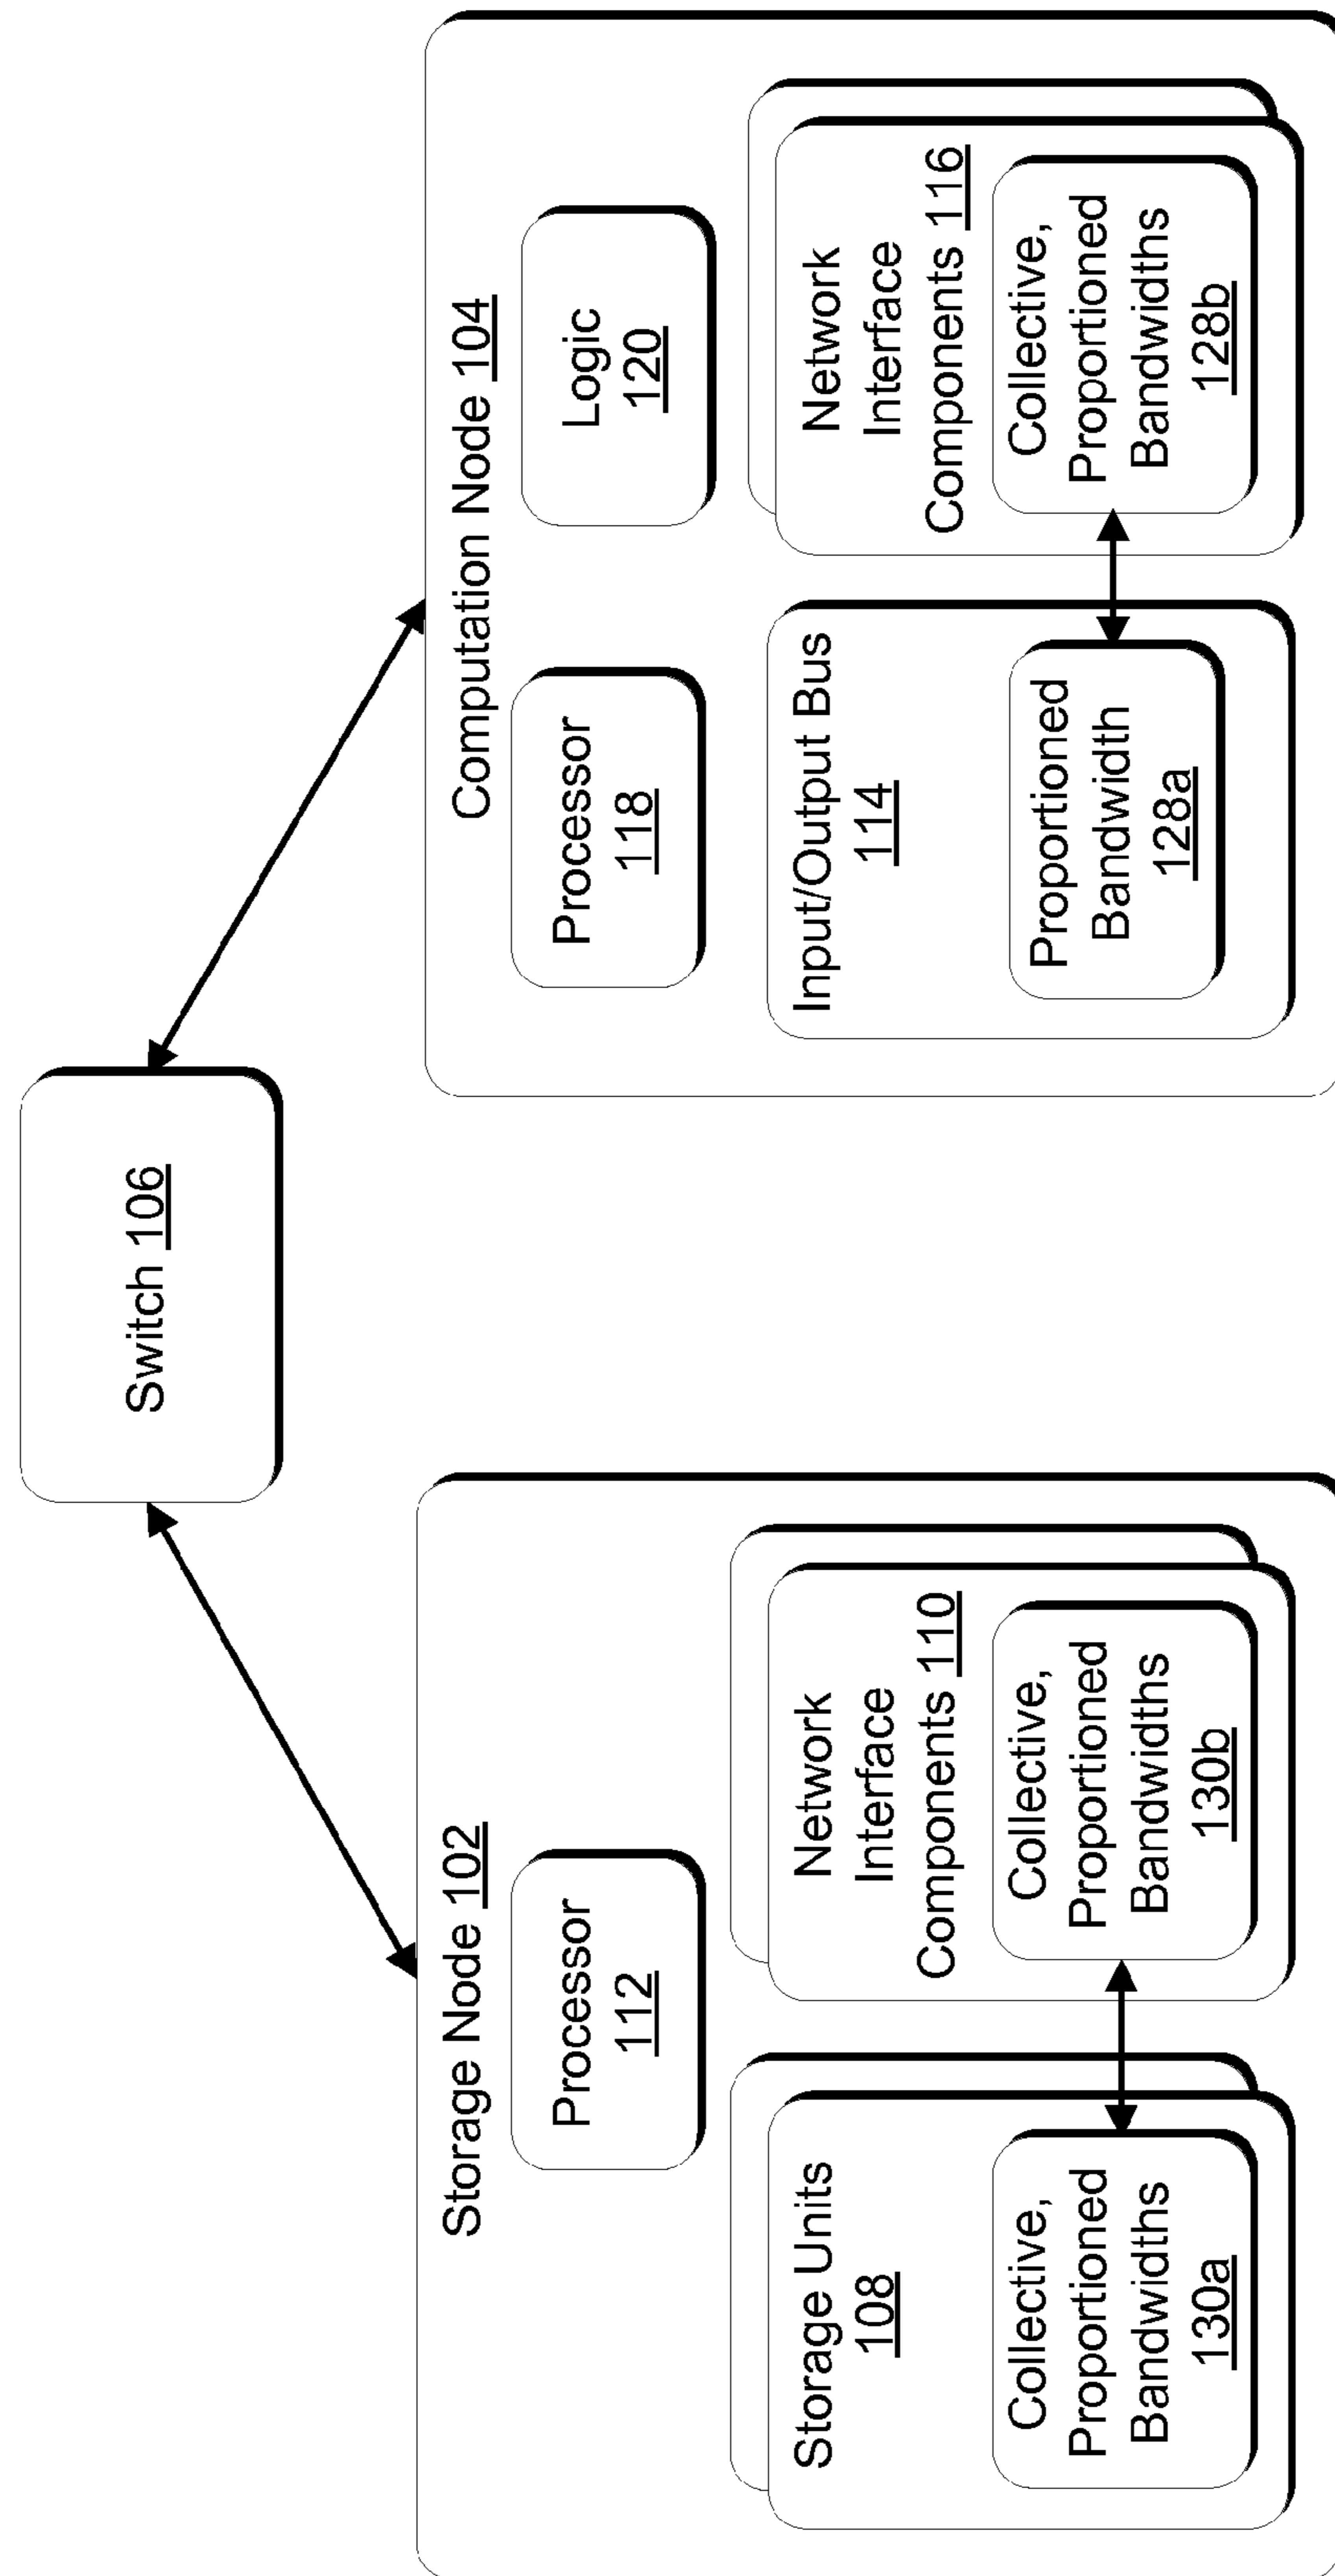 Switch 106
Storage Node 102
Processor
112
Storage Units
108
Collective,
Proportioned
Bandwidths
130a
Network
Interface
Components 110
Collective,
Proportioned
Bandwidths
130b
Computation Node 104
Processor
118
Logic
120
Input/Output Bus
114
Proportioned
Bandwidth
128a
Network
Interface
Components 116
Collective,
Proportioned
Bandwidths
128b